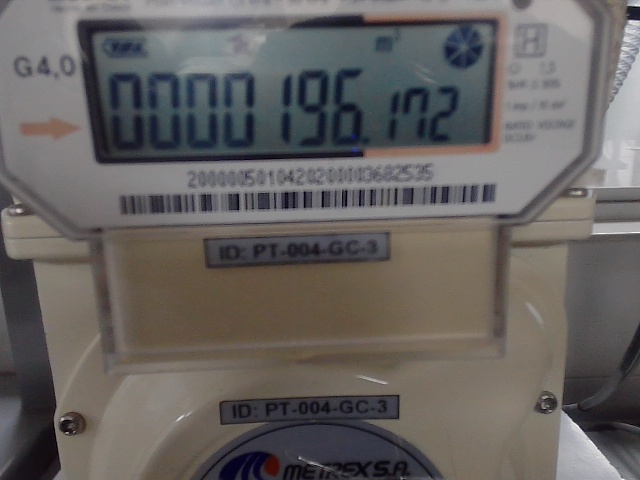 m³
G4,0
0000196.172
H
2000005010420200003682535
ID: PT-004-GC-3
ID: PT-004-GC-3
METREX S.A.